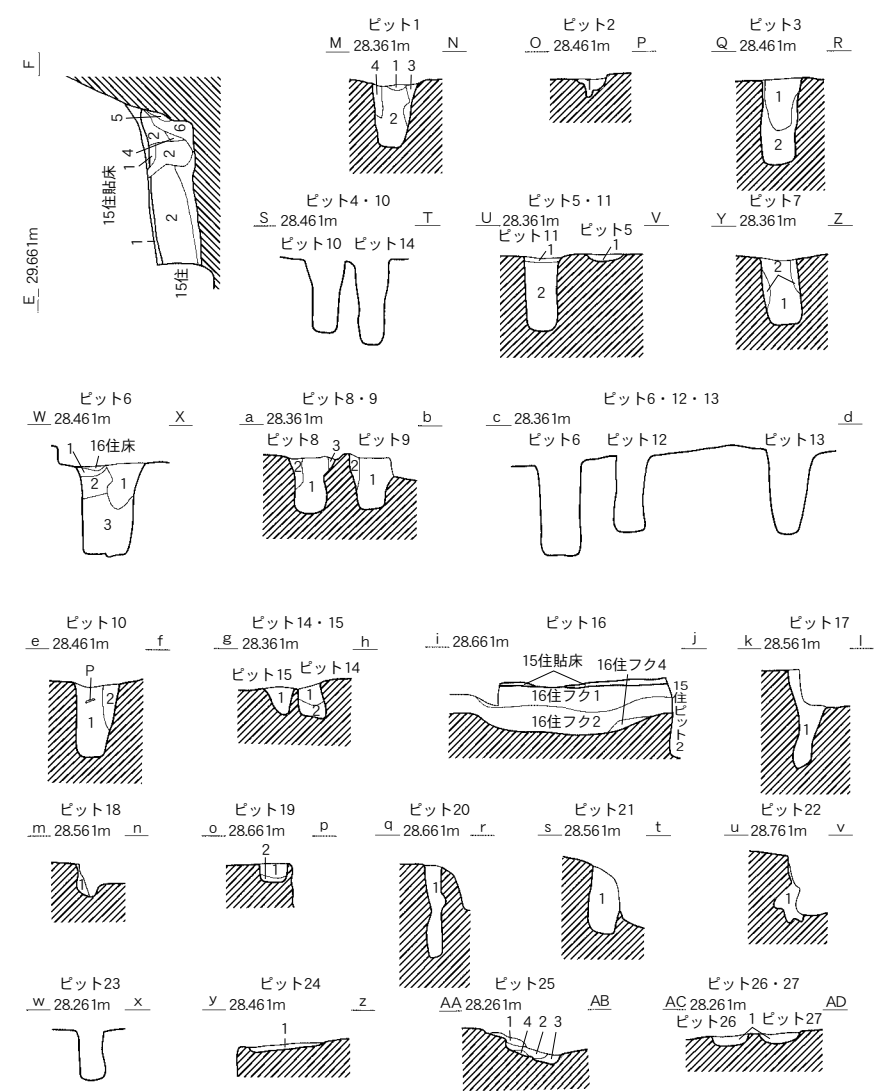 ピット1
M 28.361m N
4 1 3
2
ピット2
O 28.461m P
1
ピット3
Q 28.461m R
1
2
F
5
6
2
4
2
1
15住貼床
2
1
15住
E 29.661m
ピット4・10
S 28.461m T
ピット10 ピット14
ピット5・11
U 28.361m V
ピット11 ピット5
1 1
2
ピット7
Y 28.361m Z
2
1
ピット6
W 28.461m X
1 16住床
2 1
3
ピット8・9
a 28.361m b
ピット8 3 ピット9
2 1 2 1
ピット6・12・13
c 28.361m d
ピット6 ピット12 ピット13
ピット10
e 28.461m f
P
2
1
ピット14・15
g 28.361m h
ピット15 ピット14
1 1
2
ピット16
i 28.661m j
15住貼床 16住フク4
16住フク1
16住フク2
15住ピット2
ピット17
k 28.561m l
1
ピット18
m 28.561m n
1
ピット19
o 28.661m p
2
1
ピット20
q 28.661m r
1
ピット21
s 28.561m t
1
ピット22
u 28.761m v
1
ピット23
w 28.261m x
ピット24
y 28.461m z
1
ピット25
AA 28.261m AB
1 4 2 3
ピット26・27
AC 28.261m AD
ピット26 1 ピット27